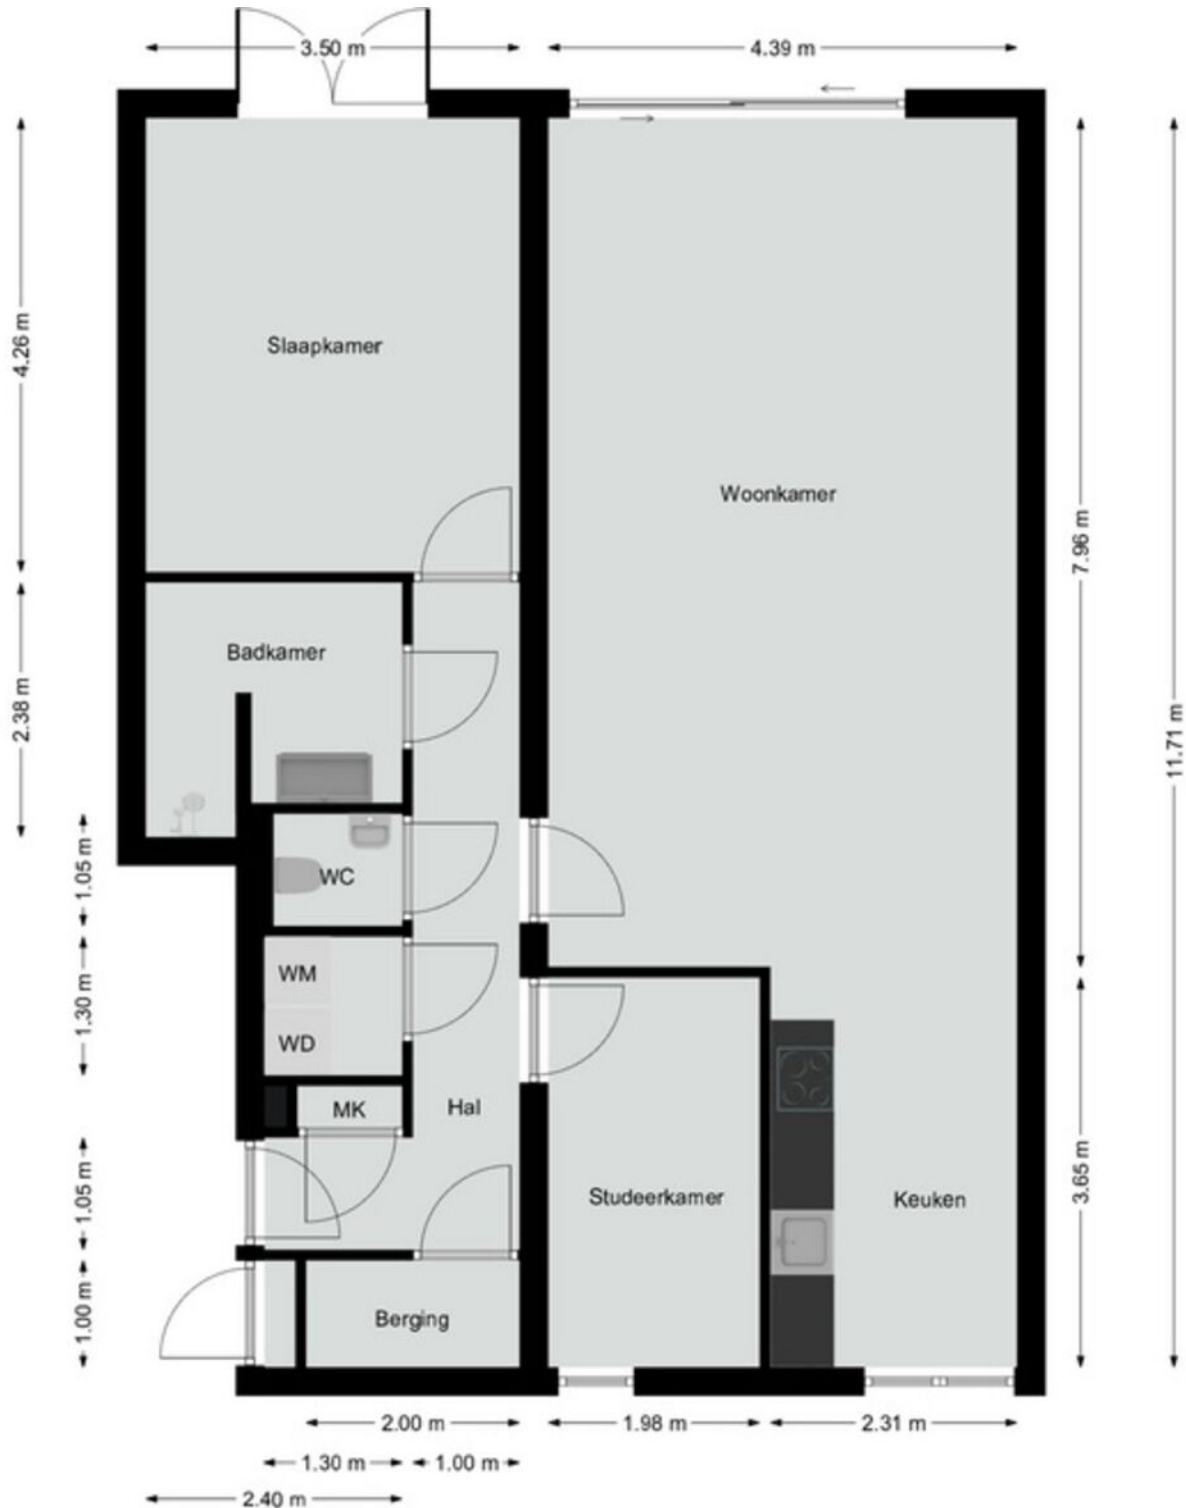 3.50 m
4.39 m
4.26 m
Slaapkamer
Woonkamer
7.96 m
Badkamer
2.38 m
11.71 m
1.05 m
WC
WM
1.30 m
WD
MK
Hal
1.05 m
3.65 m
Studeerkamer
Keuken
1.00 m
Berging
2.00 m
1.98 m
2.31 m
1.30 m
1.00 m
2.40 m